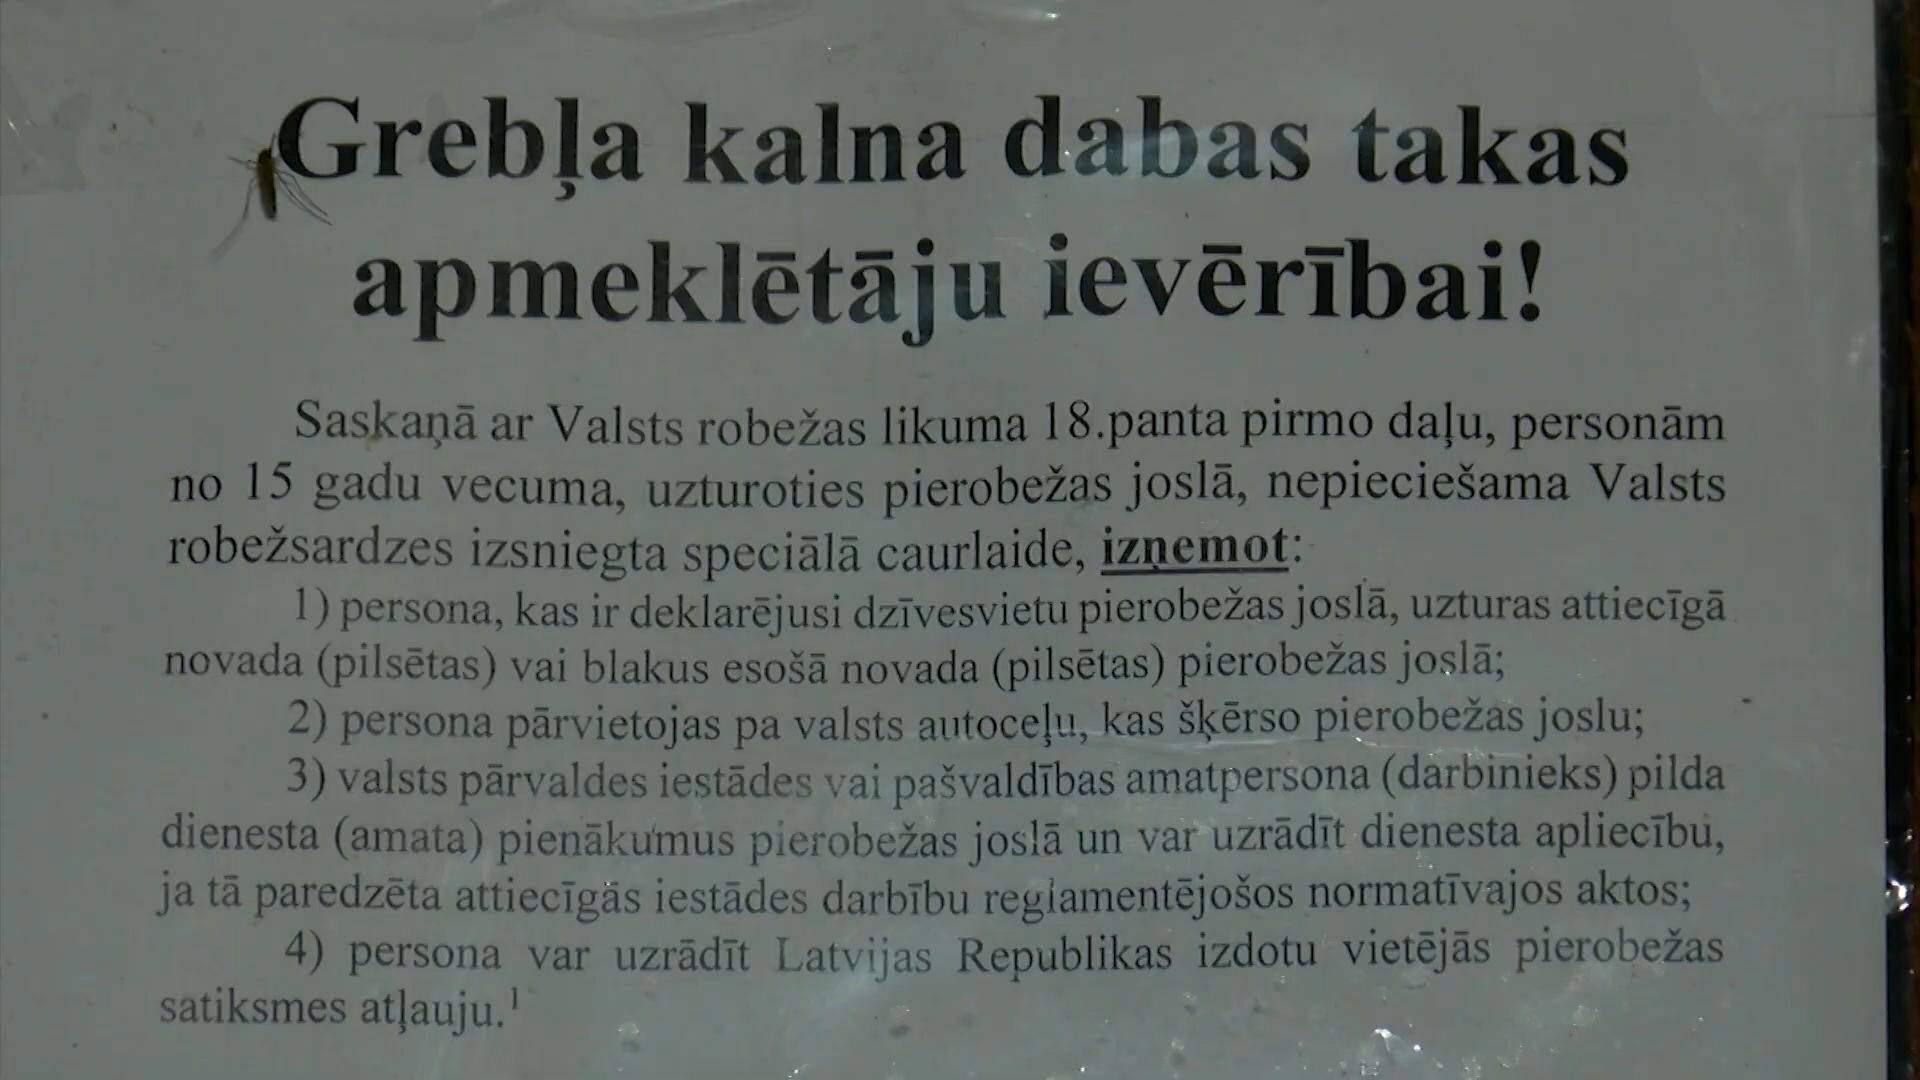 Grebļa kalna dabas takas
apmeklētāju ievērībai!
Saskaņā ar Valsts robežas likuma 18.panta pirmo daļu, personām
no 15 gadu vecuma, uzturoties pierobežas joslā, nepieciešama Valsts
robežsardzes izsniegta speciālā caurlaide, izņemot:
1) persona, kas ir deklarējusi dzīvesvietu pierobežas joslā, uzturas attiecīgā
novada (pilsētas) vai blakus esošā novada (pilsētas) pierobežas joslā;
2) persona pārvietojas pa valsts autoceļu, kas šķērso pierobežas joslu;
3) valsts pārvaldes iestādes vai pašvaldības amatpersona (darbinieks) pilda
dienesta (amata) pienākumus pierobežas joslā un var uzrādīt dienesta apliecību,
ja tā paredzēta attiecīgās iestādes darbību reglamentējošos normatīvajos aktos;
4) persona var uzrādīt Latvijas Republikas izdotu vietējās pierobežas
satiksmes atļauju.¹